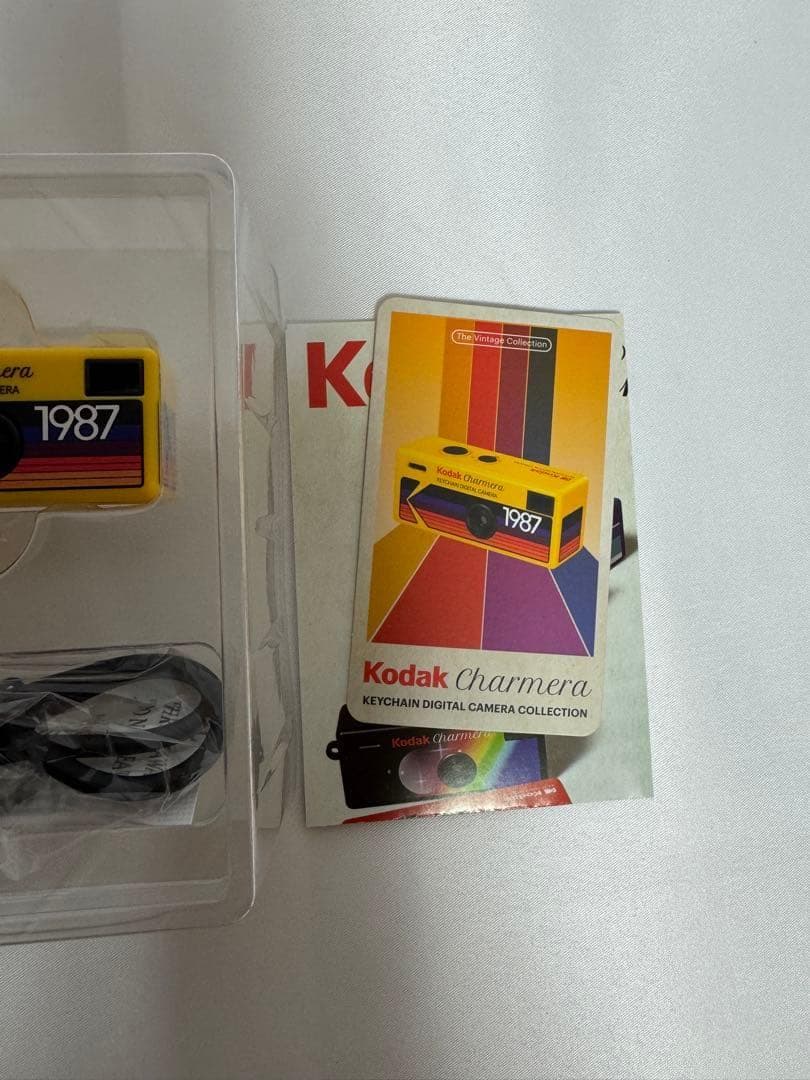 era
ERA
1987
K
The Vintage Collection
Kodak Charmera
KEYCHAIN DIGITAL CAMERA
1987
Kodak Charmera
KEYCHAIN DIGITAL CAMERA COLLECTION
Kodak Charmera